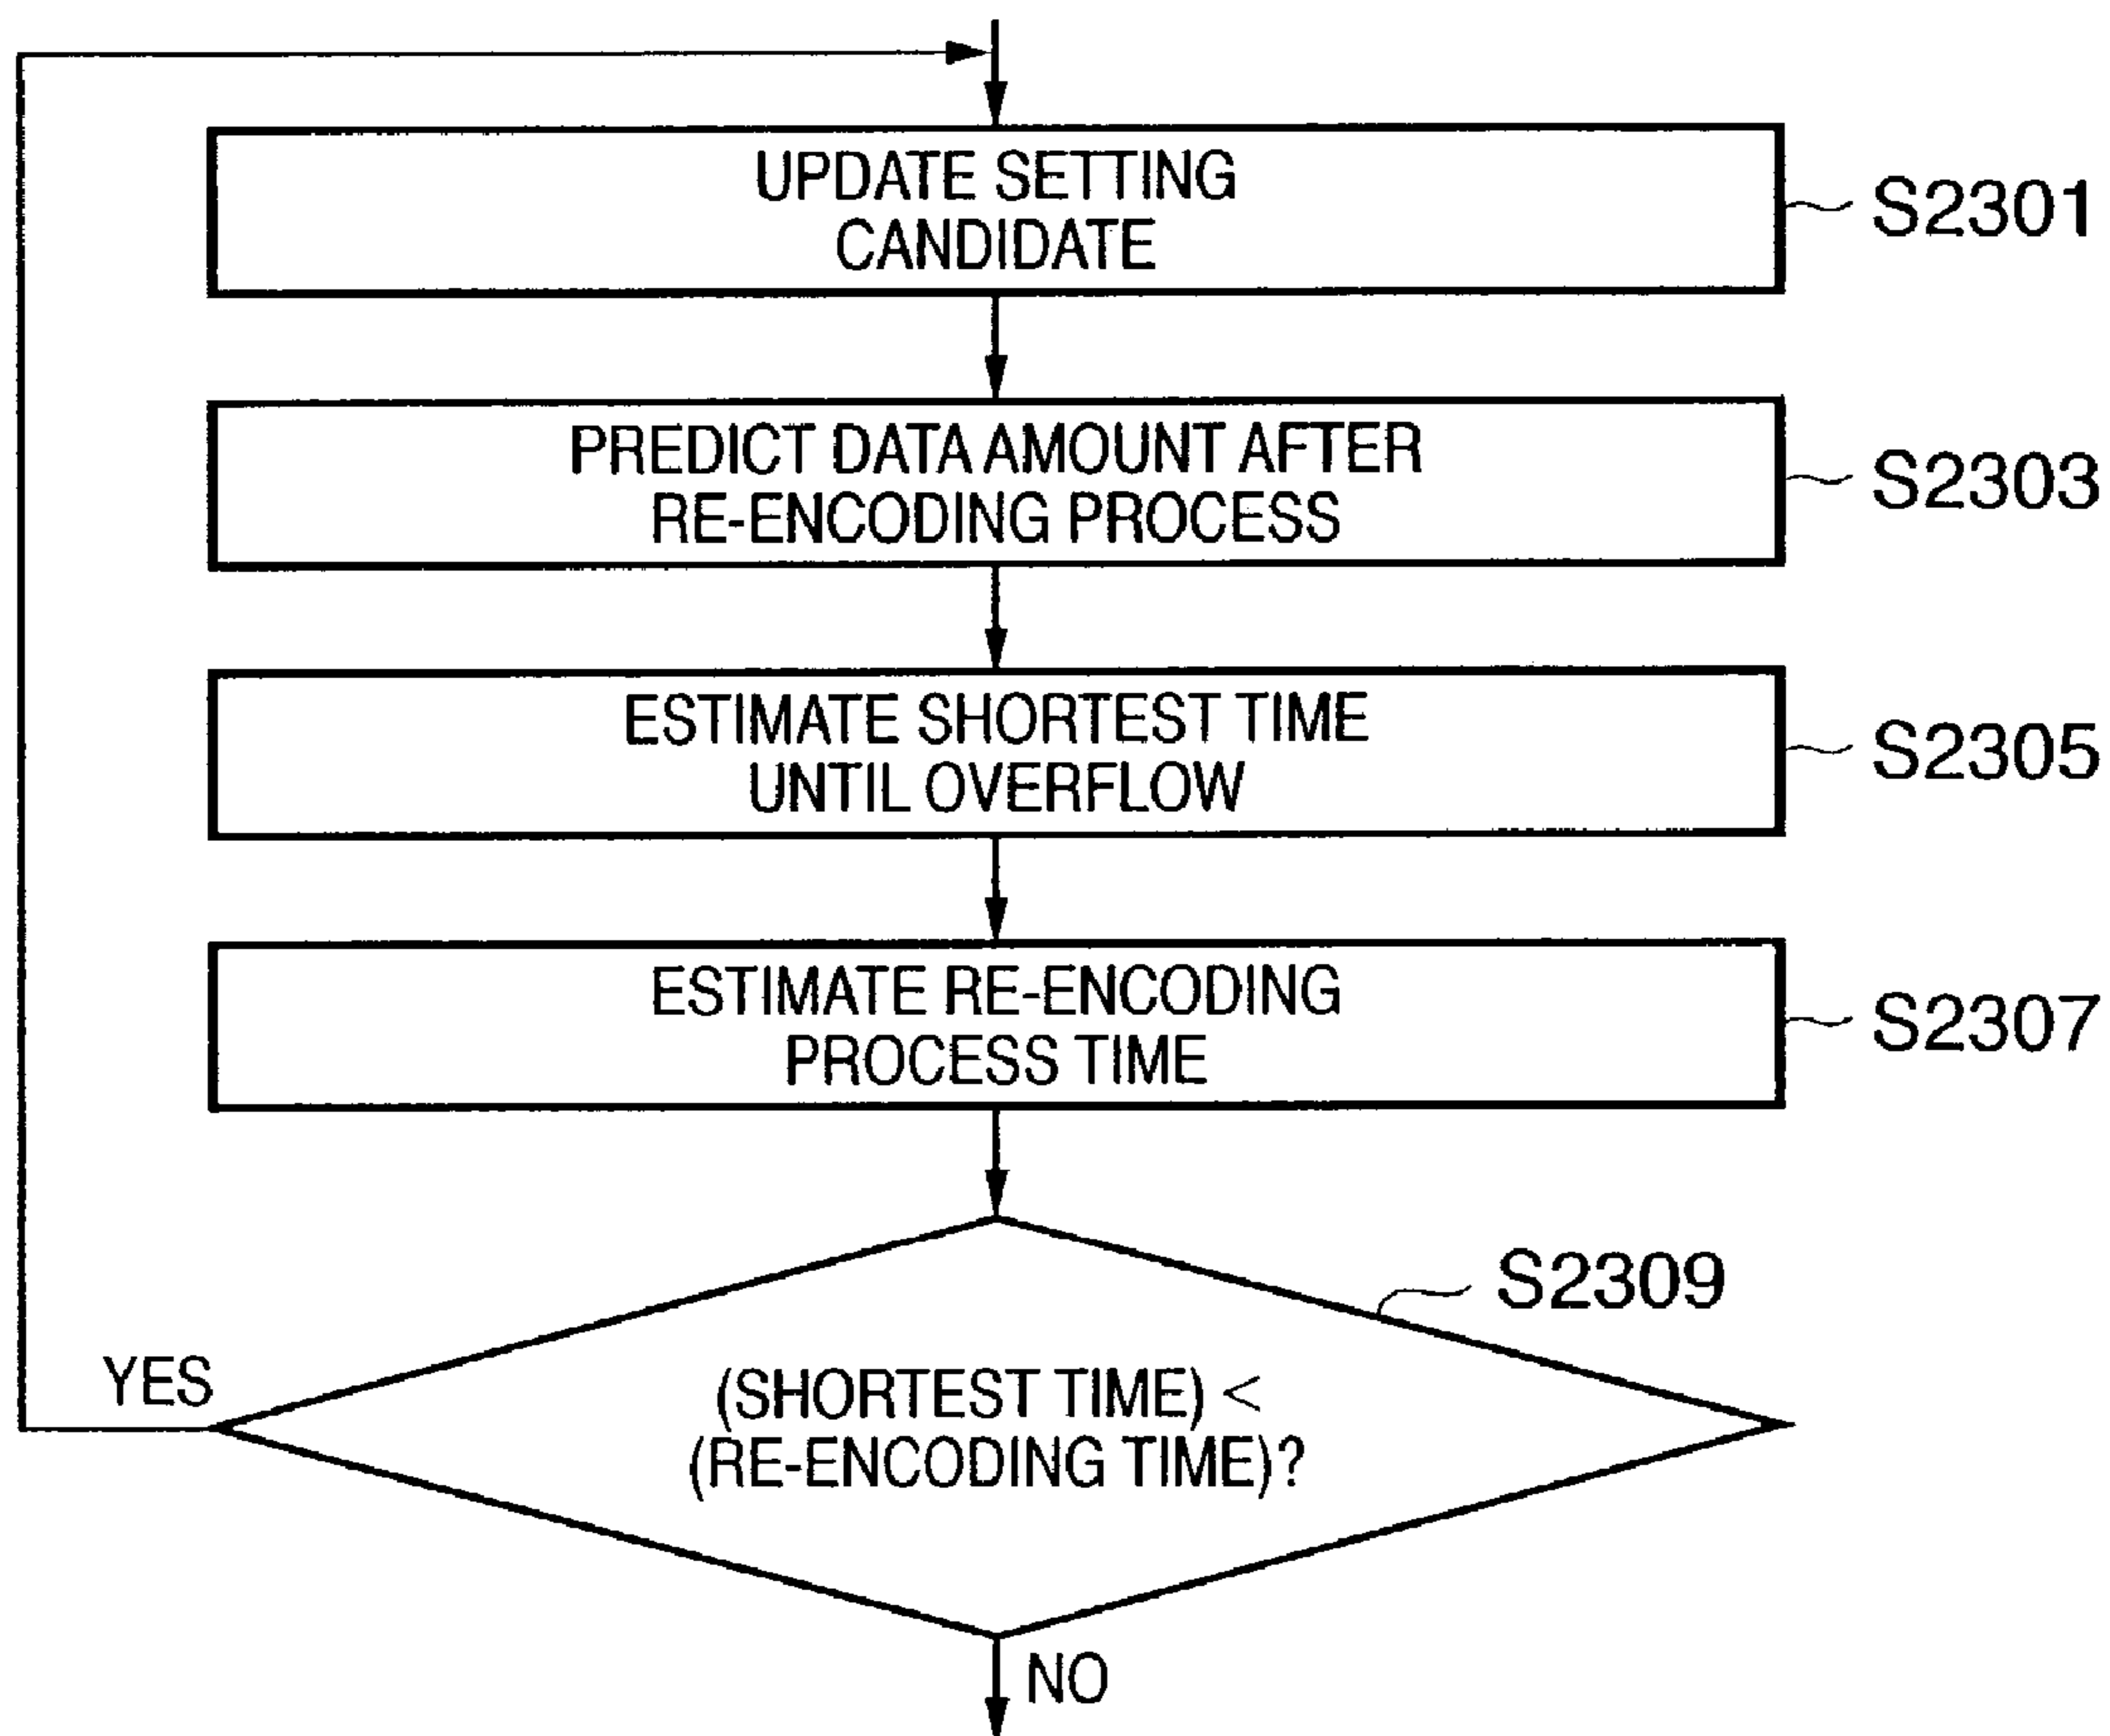 UPDATE SETTING
CANDIDATE
S2301
PREDICT DATA AMOUNT AFTER
RE-ENCODING PROCESS
S2303
ESTIMATE SHORTEST TIME
UNTIL OVERFLOW
S2305
ESTIMATE RE-ENCODING
PROCESS TIME
S2307
S2309
YES
(SHORTEST TIME) <
(RE-ENCODING TIME)?
NO